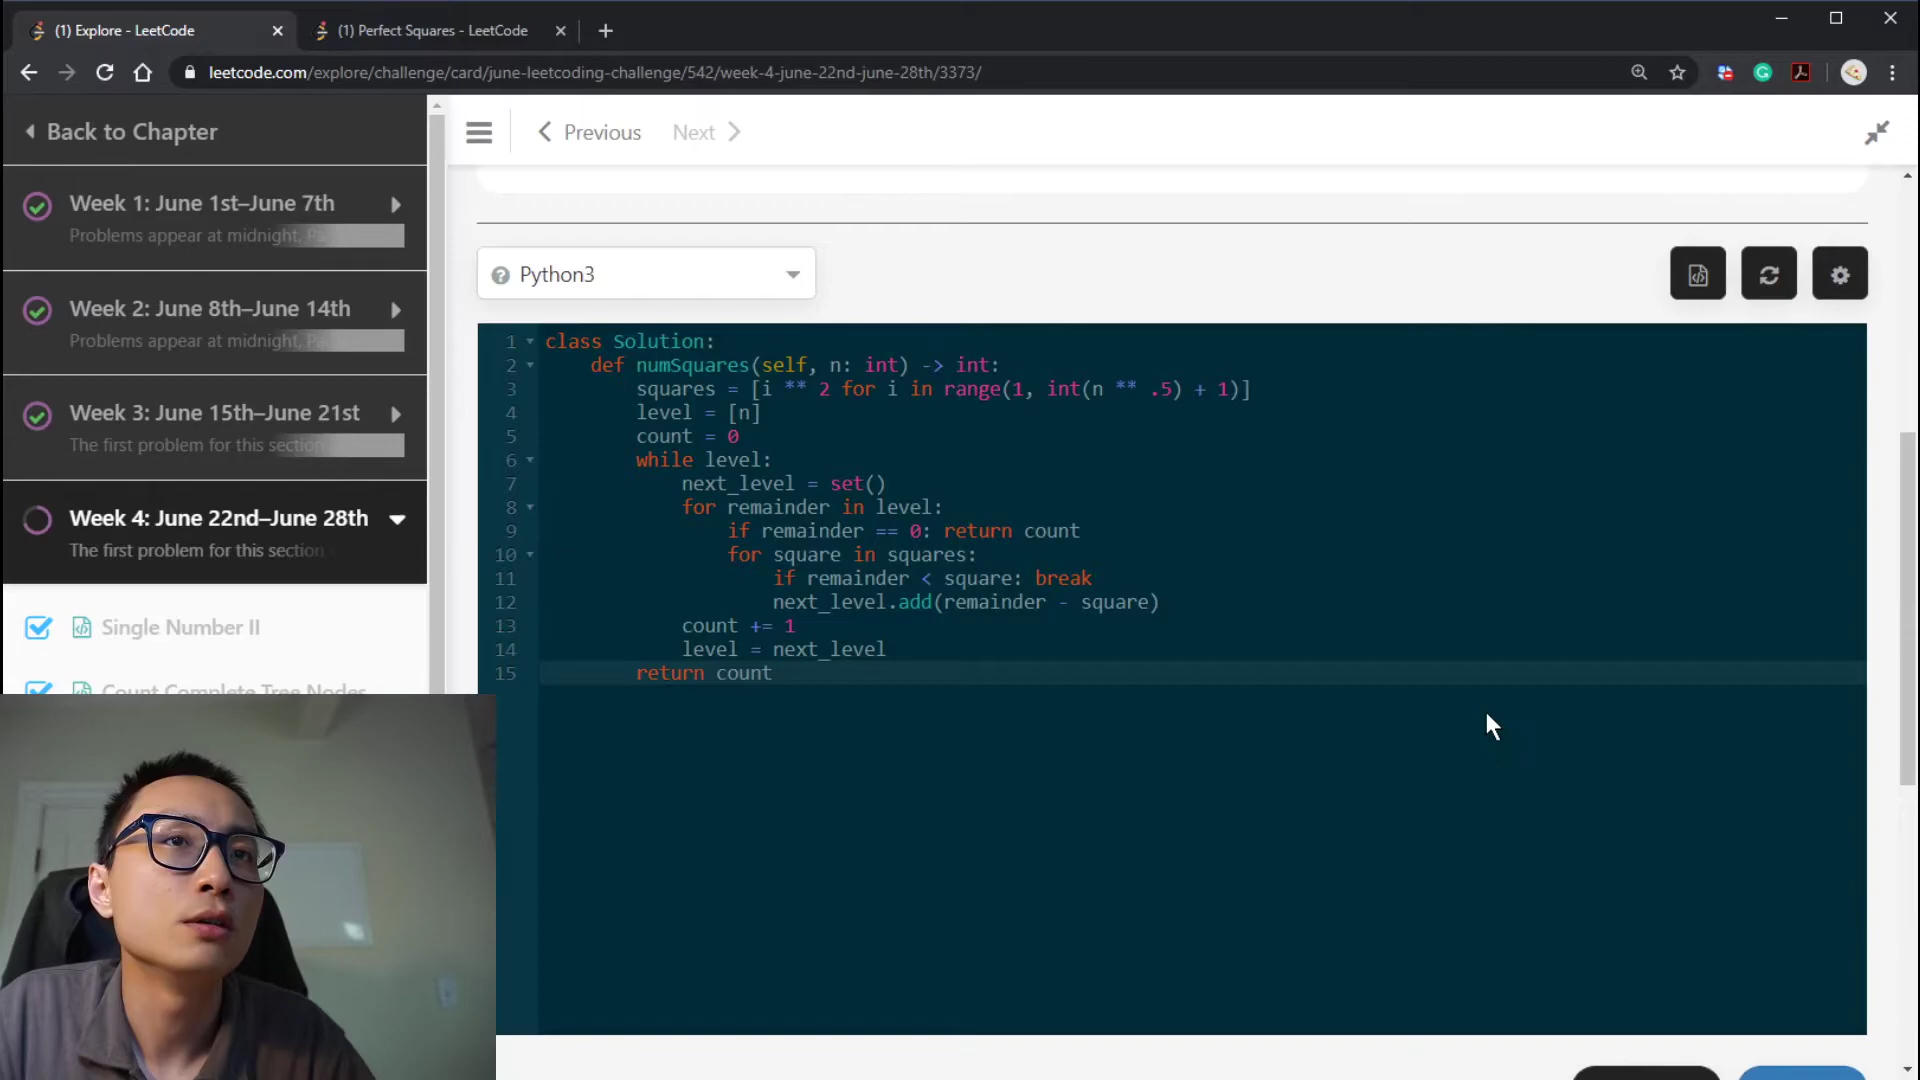 (1) Explore - LeetCode
(1) Perfect Squares - LeetCode
leetcode.com/explore/challenge/card/june-leetcoding-challenge/542/week-4-june-22nd-june-28th/3373/
Back to Chapter
Previous
Next
Week 1: June 1st–June 7th
Problems appear at midnight, Pa
Week 2: June 8th–June 14th
Problems appear at midnight, Pa
Week 3: June 15th–June 21st
The first problem for this section
Week 4: June 22nd–June 28th
The first problem for this section
Single Number II
Count Complete Tree Nodes
Python3
1 class Solution:
2     def numSquares(self, n: int) -> int:
3         squares = [i ** 2 for i in range(1, int(n ** .5) + 1)]
4         level = [n]
5         count = 0
6         while level:
7             next_level = set()
8             for remainder in level:
9                 if remainder == 0: return count
10                 for square in squares:
11                     if remainder < square: break
12                     next_level.add(remainder - square)
13             count += 1
14             level = next_level
15         return count